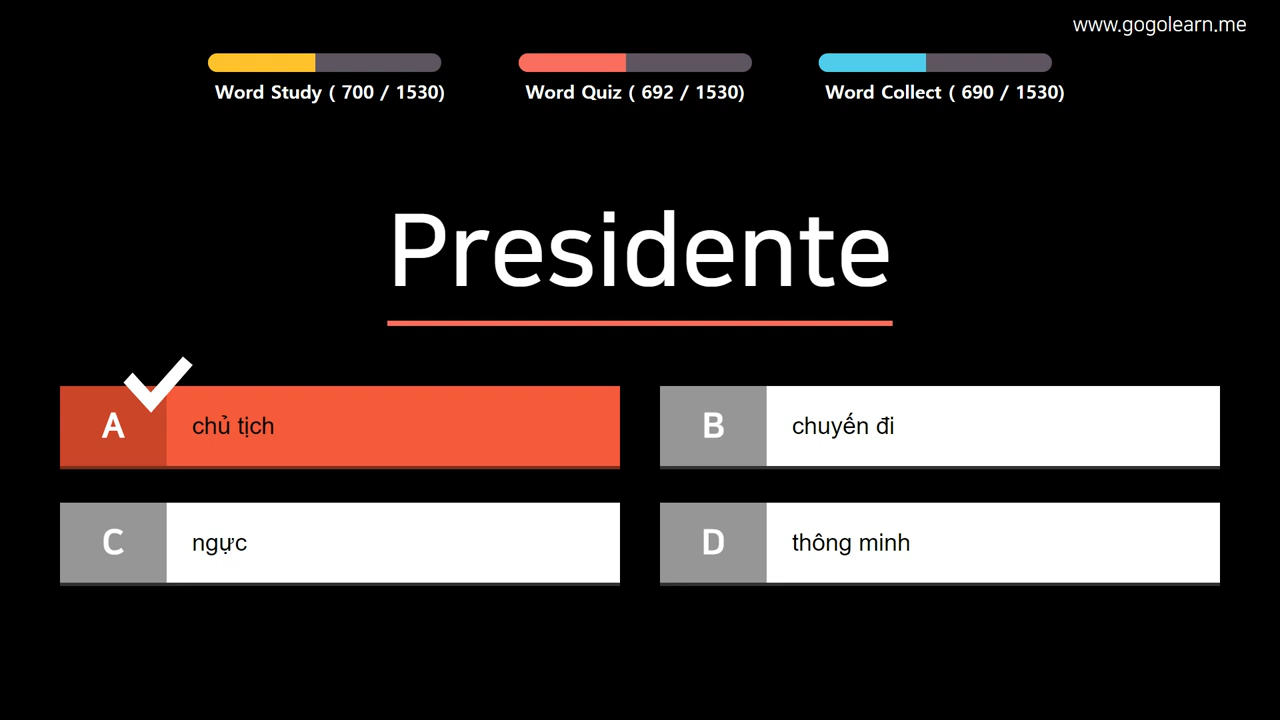 www.gogolearn.me
Word Study ( 700 / 1530)
Word Quiz ( 692 / 1530)
Word Collect ( 690 / 1530)
Presidente
A chủ tịch
B chuyến đi
C ngực
D thông minh